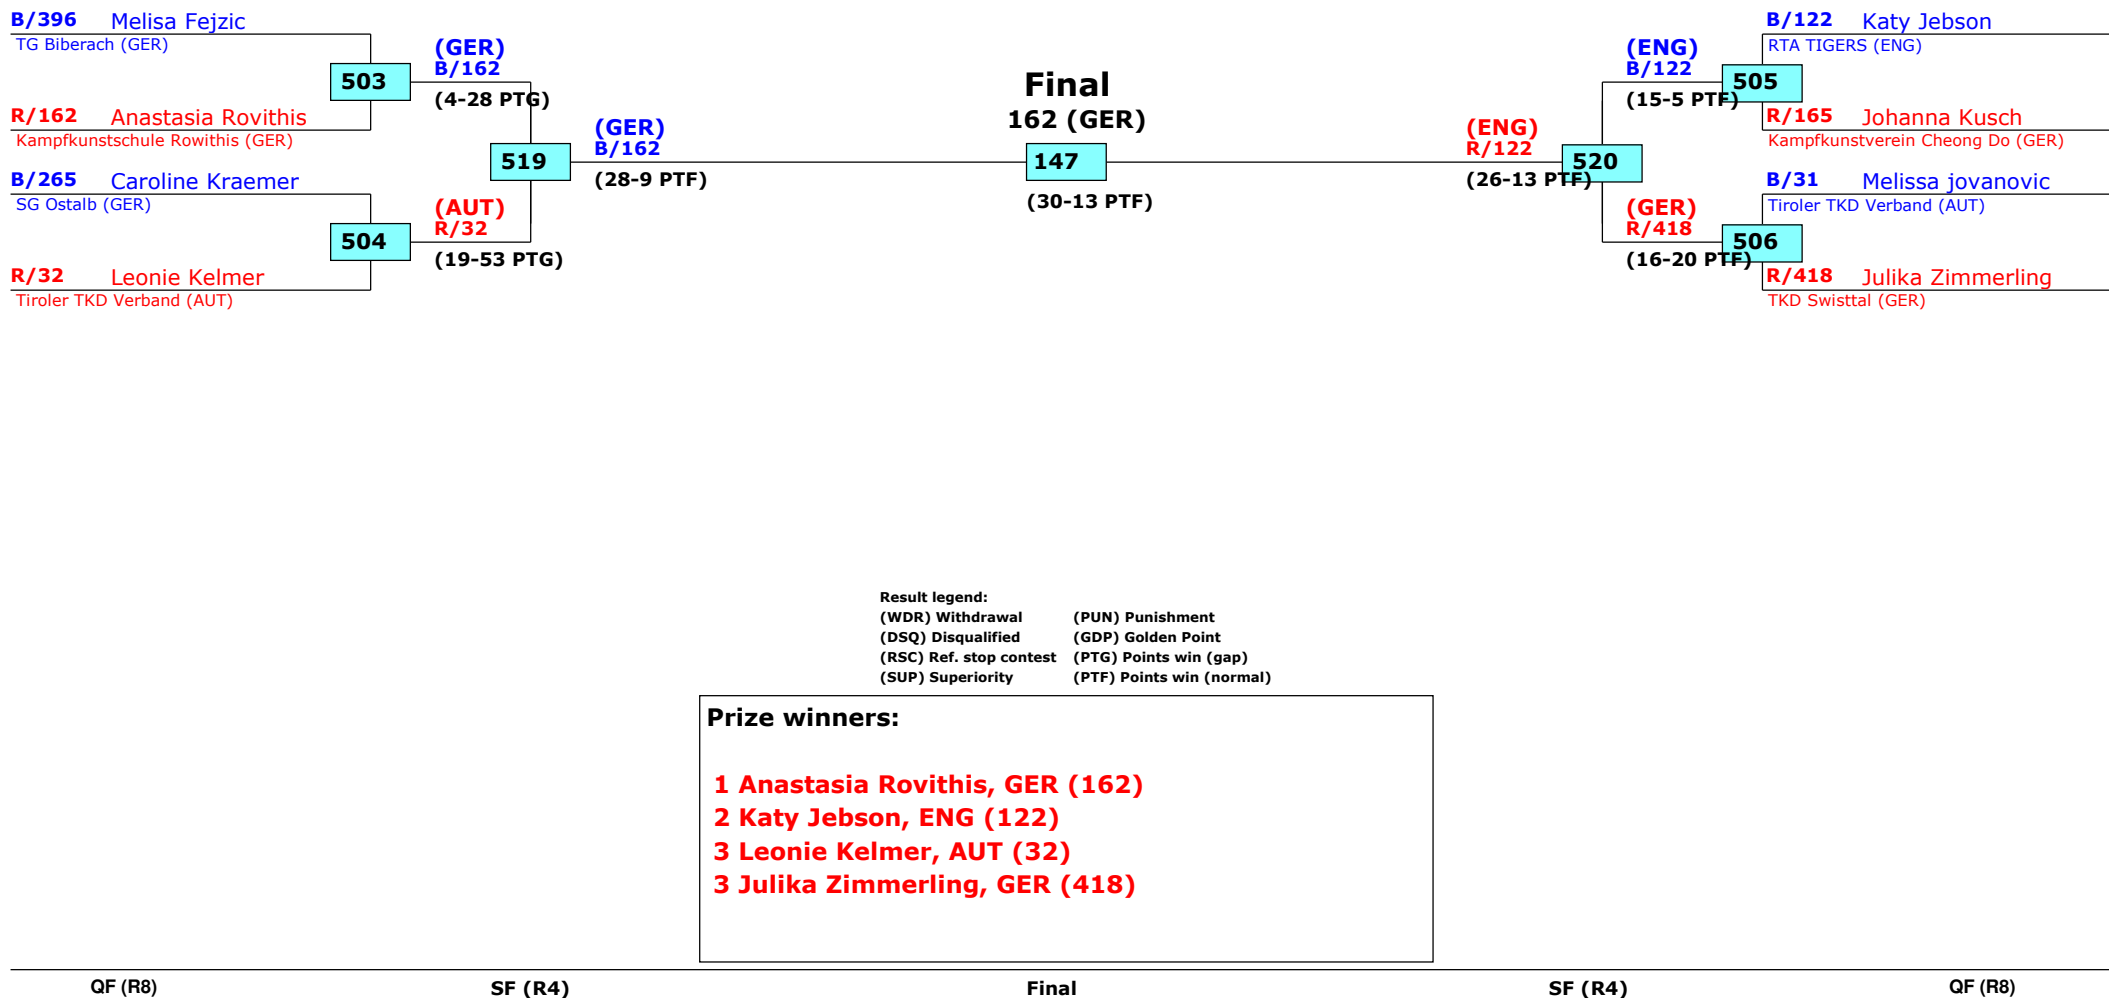 B/396 Melisa Fejzic
TG Biberach (GER)
503
R/162 Anastasia Rovithis
Kampfkunstschule Rowithis (GER)
(GER)
B/162
(4-28 PTG)
B/265 Caroline Kraemer
SG Ostalb (GER)
504
R/32 Leonie Kelmer
Tiroler TKD Verband (AUT)
(AUT)
R/32
(19-53 PTG)
519
(GER)
B/162
(28-9 PTF)
Final
162 (GER)
147
(30-13 PTF)
(ENG)
R/122
(26-13 PTF)
520
(ENG)
B/122
(15-5 PTF)
505
B/122 Katy Jebson
RTA TIGERS (ENG)
R/165 Johanna Kusch
Kampfkunstverein Cheong Do (GER)
(GER)
R/418
(16-20 PTF)
506
B/31 Melissa jovanovic
Tiroler TKD Verband (AUT)
R/418 Julika Zimmerling
TKD Swisttal (GER)
Result legend:
(WDR) Withdrawal (PUN) Punishment
(DSQ) Disqualified (GDP) Golden Point
(RSC) Ref. stop contest (PTG) Points win (gap)
(SUP) Superiority (PTF) Points win (normal)
Prize winners:
1 Anastasia Rovithis, GER (162)
2 Katy Jebson, ENG (122)
3 Leonie Kelmer, AUT (32)
3 Julika Zimmerling, GER (418)
QF (R8) SF (R4) Final SF (R4) QF (R8)